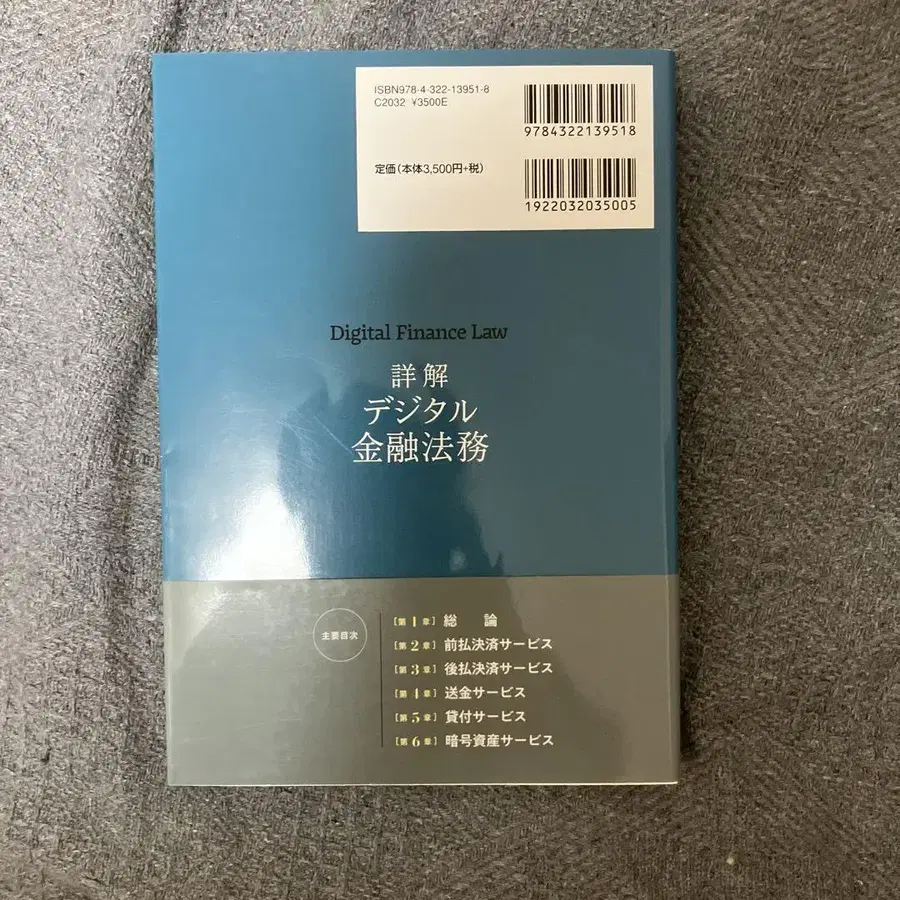 ISBN978-4-322-13951-8
C2032 ¥3500E
9784322139518
定価(本体3,500円+税)
1922032035005
Digital Finance Law
詳解
デジタル
金融法務
主要目次
[第1章] 総 論
[第2章] 前払決済サービス
[第3章] 後払決済サービス
[第4章] 送金サービス
[第5章] 貸付サービス
[第6章] 暗号資産サービス